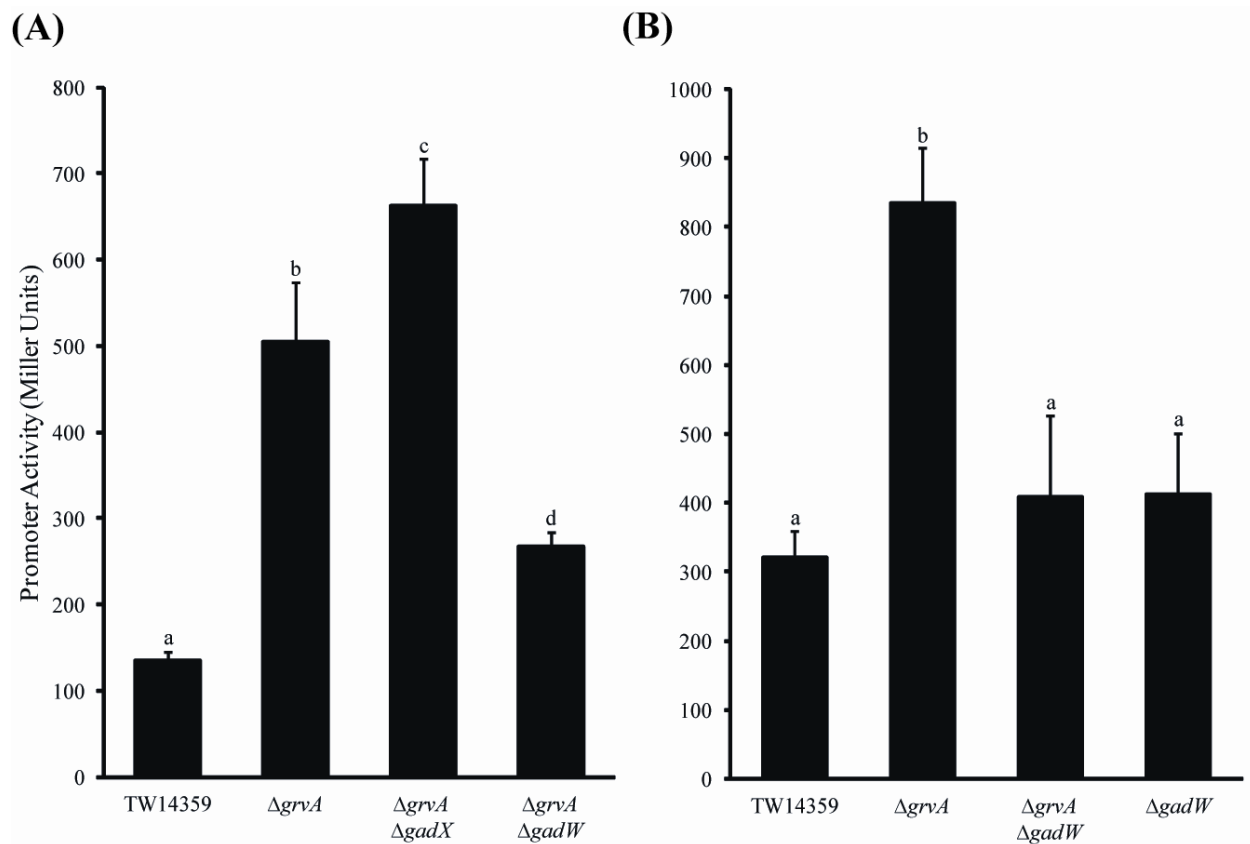 (A)
(B)
Promoter Activity (Miller Units)
800
700
600
500
400
300
200
100
0
a
b
c
d
TW14359
ΔgrvA
ΔgrvA
ΔgadX
ΔgrvA
ΔgadW
1000
900
800
700
600
500
400
300
200
100
0
a
b
a
a
TW14359
ΔgrvA
ΔgrvA
ΔgadW
ΔgadW